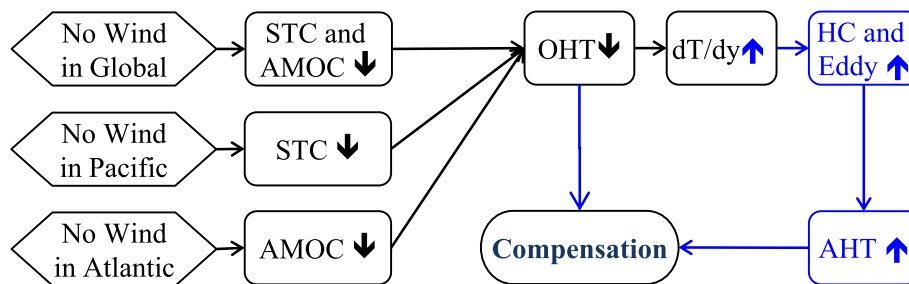 No Wind
in Global
STC and
AMOC ↓
OHT ↓
dT/dy ↑
HC and
Eddy ↑
No Wind
in Pacific
STC ↓
No Wind
in Atlantic
AMOC ↓
Compensation
AHT ↑